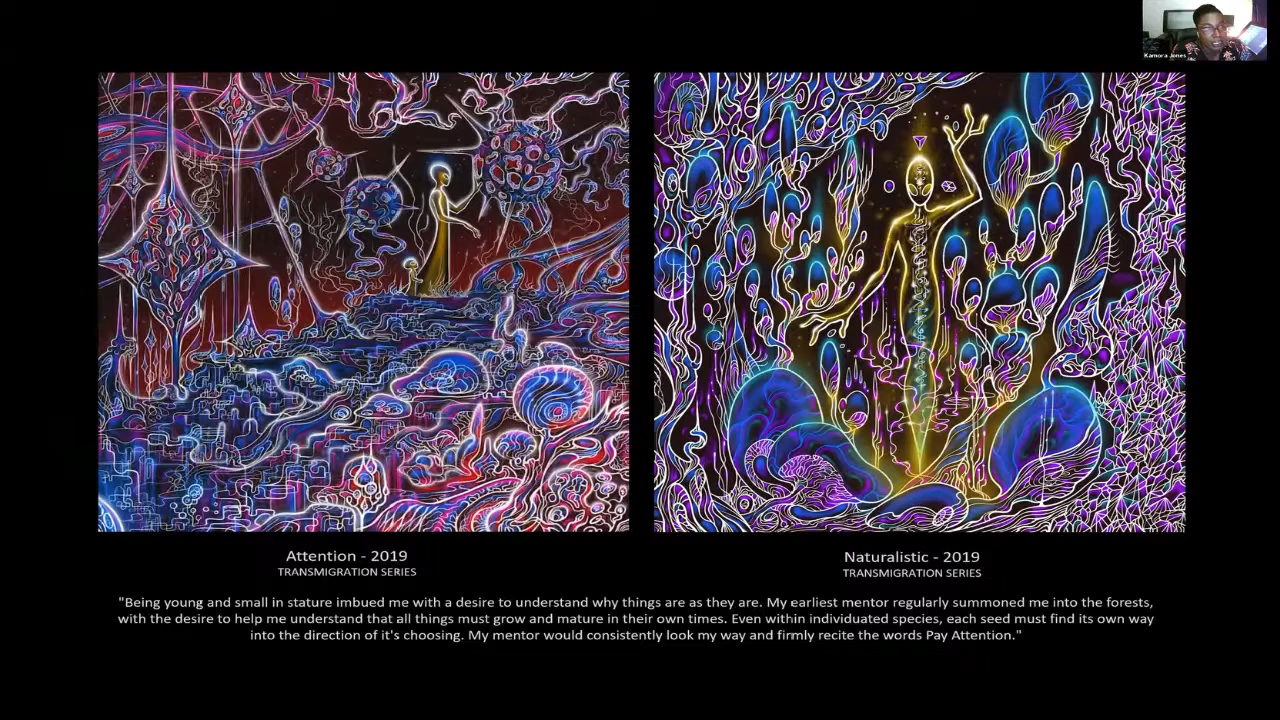 Kamora Jones
Attention - 2019
TRANSMIGRATION SERIES
Naturalistic - 2019
TRANSMIGRATION SERIES
"Being young and small in stature imbued me with a desire to understand why things are as they are. My earliest mentor regularly summoned me into the forests,
with the desire to help me understand that all things must grow and mature in their own times. Even within individuated species, each seed must find its own way
into the direction of it's choosing. My mentor would consistently look my way and firmly recite the words Pay Attention."